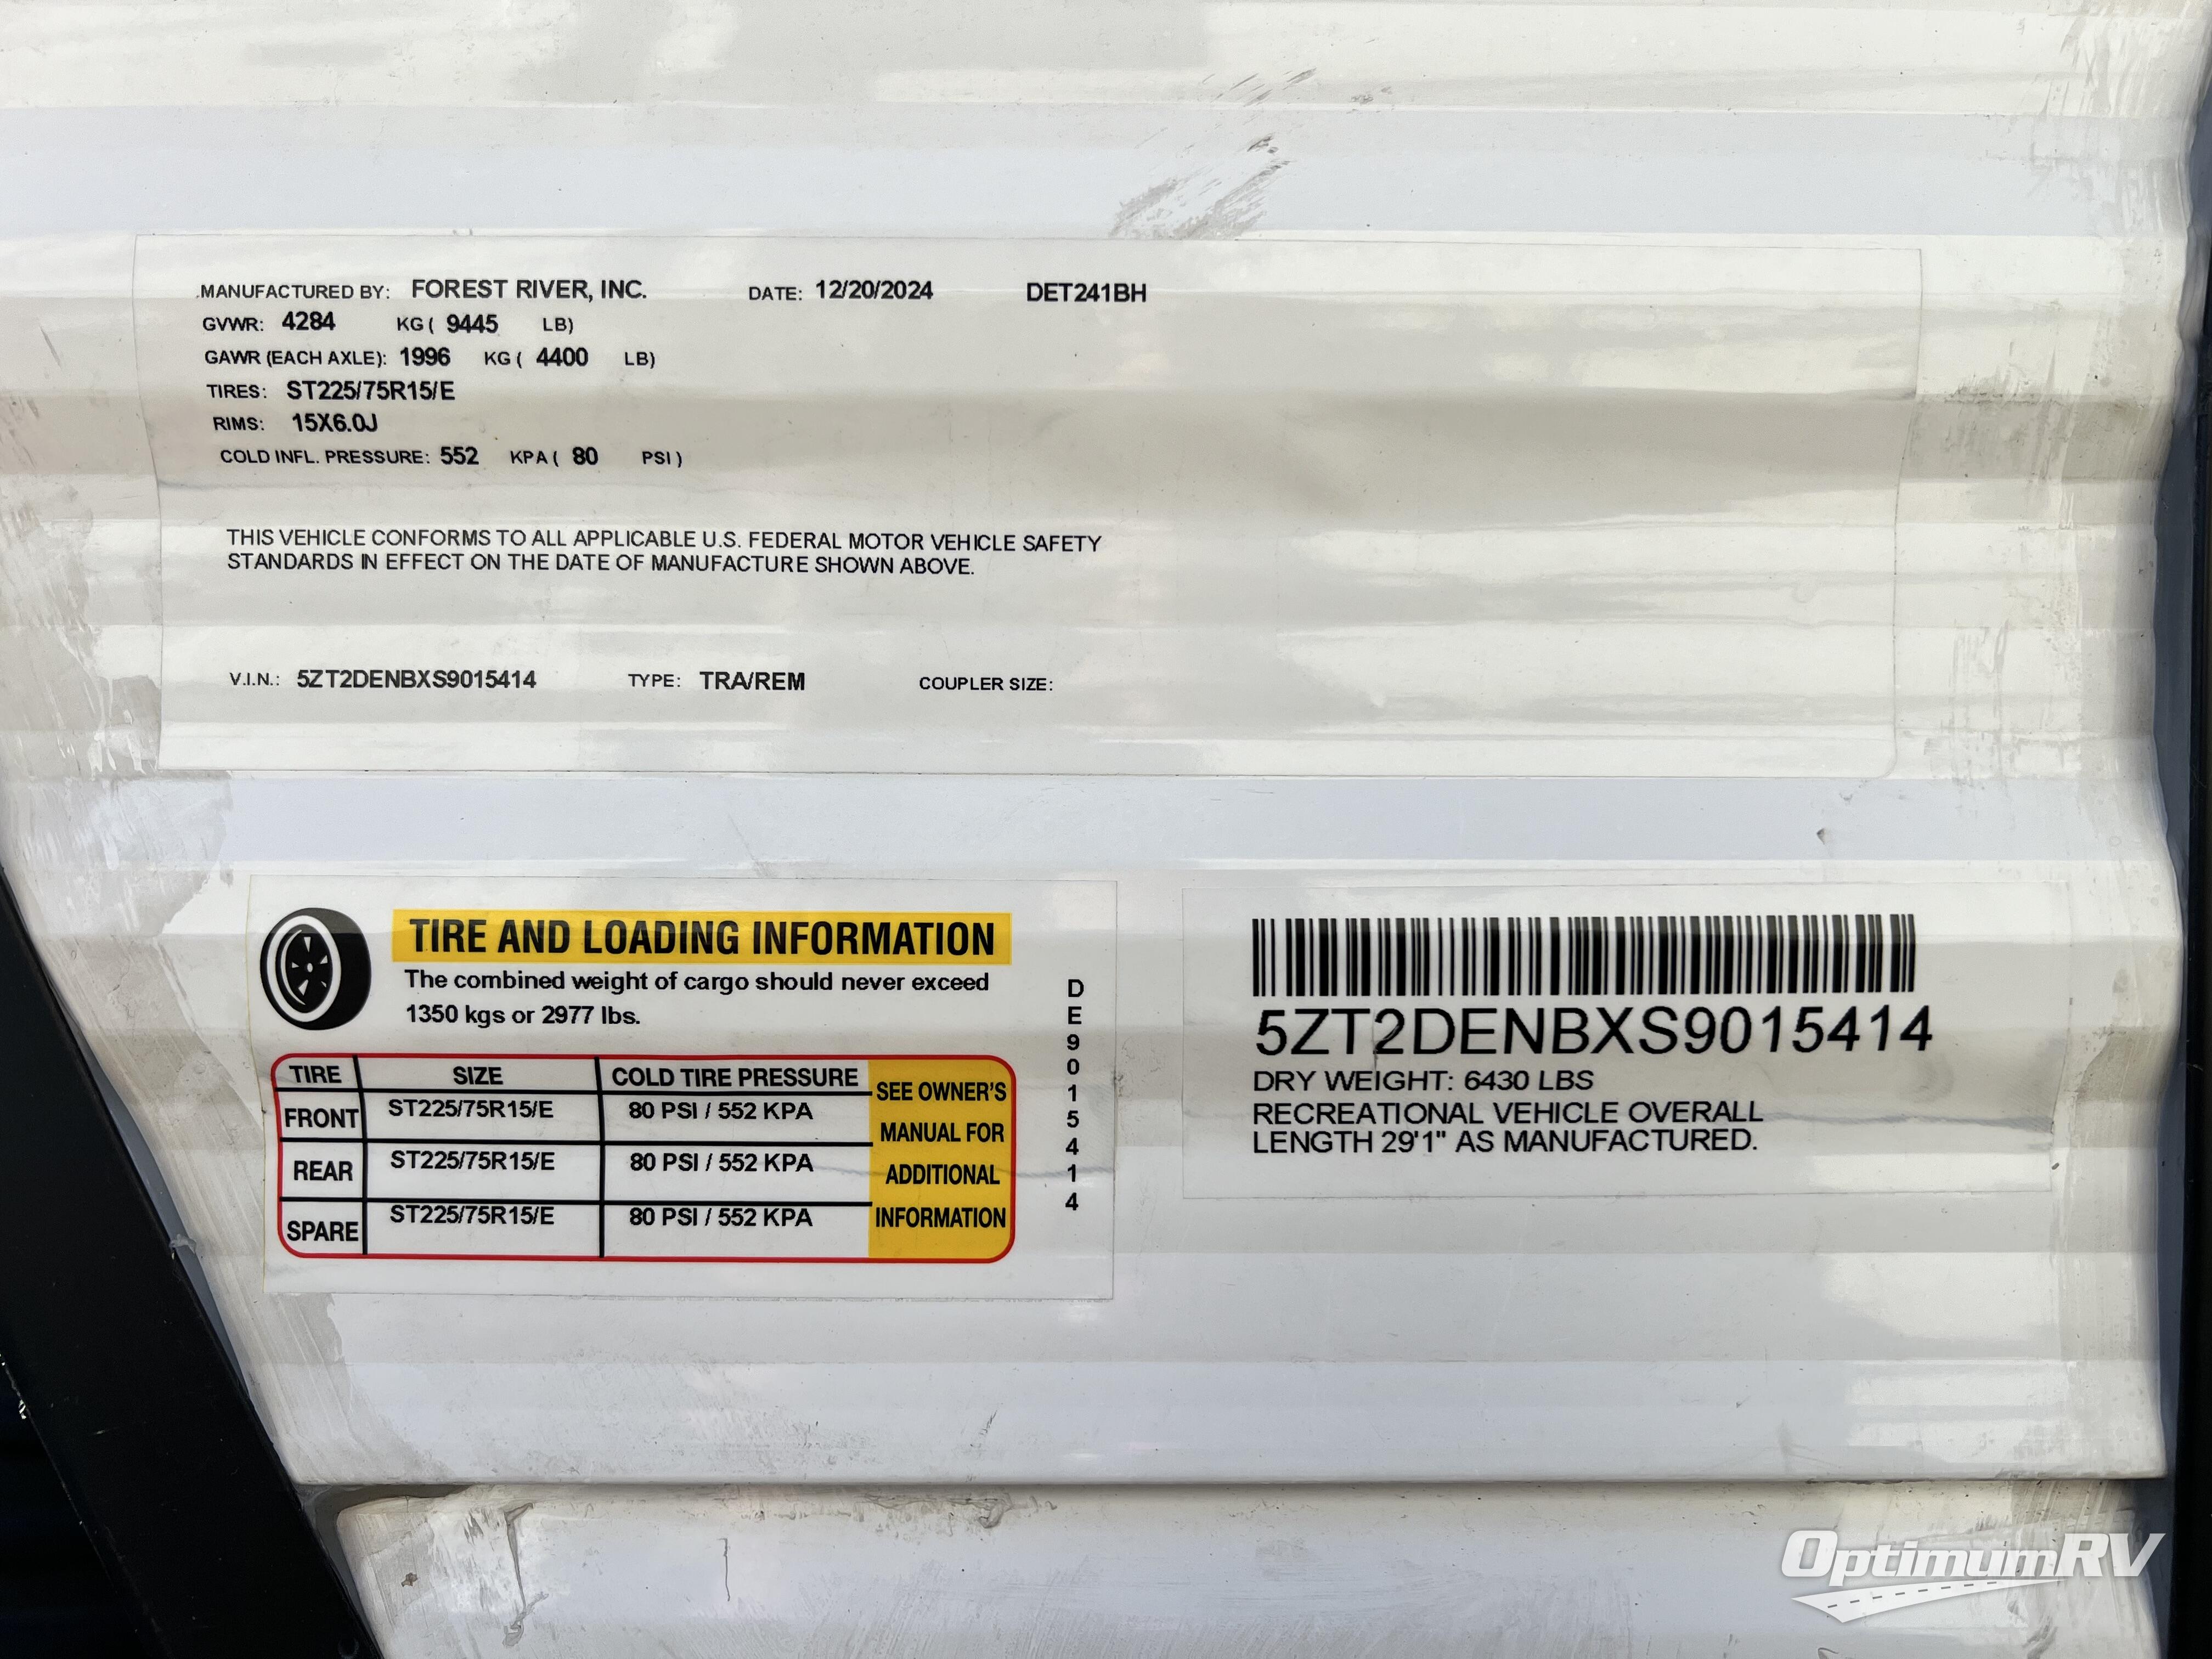 MANUFACTURED BY: FOREST RIVER, INC. DATE: 12/20/2024 DET241BH
GVWR: 4284 KG ( 9445 LB)
GAWR (EACH AXLE): 1996 KG ( 4400 LB)
TIRES: ST225/75R15/E
RIMS: 15X6.0J
COLD INFL. PRESSURE: 552 KPA ( 80 PSI )
THIS VEHICLE CONFORMS TO ALL APPLICABLE U.S. FEDERAL MOTOR VEHICLE SAFETY
STANDARDS IN EFFECT ON THE DATE OF MANUFACTURE SHOWN ABOVE.
V.I.N.: 5ZT2DENBXS9015414 TYPE: TRA/REM COUPLER SIZE:
TIRE AND LOADING INFORMATION
The combined weight of cargo should never exceed
1350 kgs or 2977 lbs.
TIRE SIZE COLD TIRE PRESSURE
FRONT ST225/75R15/E 80 PSI / 552 KPA
REAR ST225/75R15/E 80 PSI / 552 KPA
SPARE ST225/75R15/E 80 PSI / 552 KPA
SEE OWNER'S
MANUAL FOR
ADDITIONAL
INFORMATION
D
E
9
0
1
5
4
1
4
5ZT2DENBXS9015414
DRY WEIGHT: 6430 LBS
RECREATIONAL VEHICLE OVERALL
LENGTH 29'1" AS MANUFACTURED.
OptimumRV